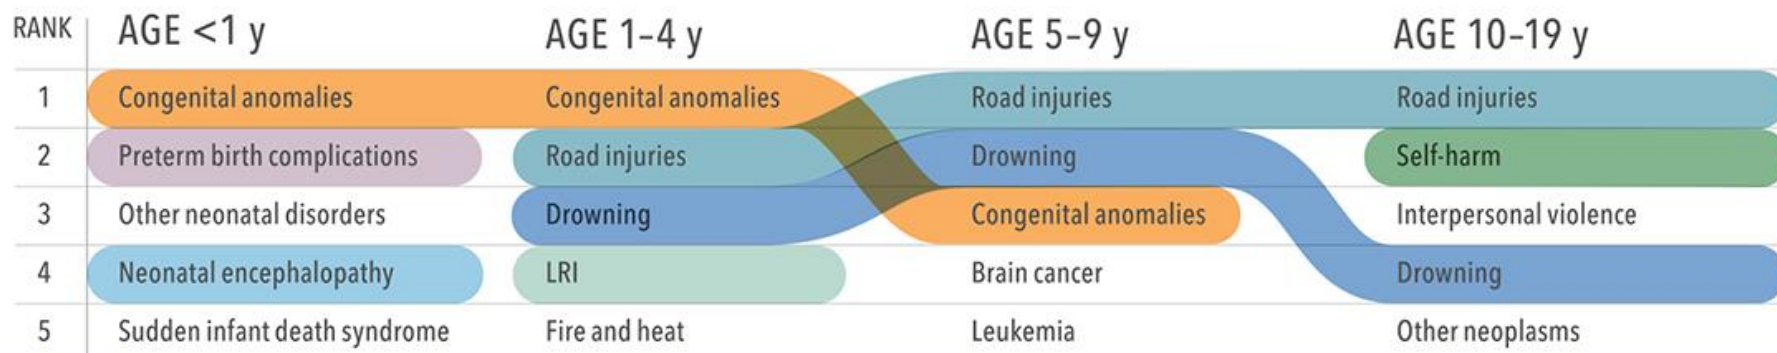 RANK AGE <1 y AGE 1–4 y AGE 5–9 y AGE 10–19 y
1 Congenital anomalies Congenital anomalies Road injuries Road injuries
2 Preterm birth complications Road injuries Drowning Self-harm
3 Other neonatal disorders Drowning Congenital anomalies Interpersonal violence
4 Neonatal encephalopathy LRI Brain cancer Drowning
5 Sudden infant death syndrome Fire and heat Leukemia Other neoplasms